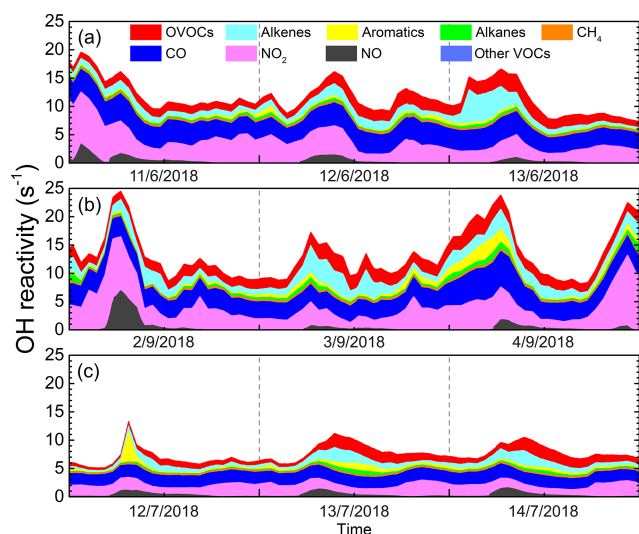 25
(a)
OVOCs
Alkenes
Aromatics
Alkanes
CH4
20
CO
NO2
NO
Other VOCs
15
10
5
0
11/6/2018
12/6/2018
13/6/2018
OH reactivity (s-1)
25
(b)
20
15
10
5
0
2/9/2018
3/9/2018
4/9/2018
25
(c)
20
15
10
5
0
12/7/2018
13/7/2018
14/7/2018
Time